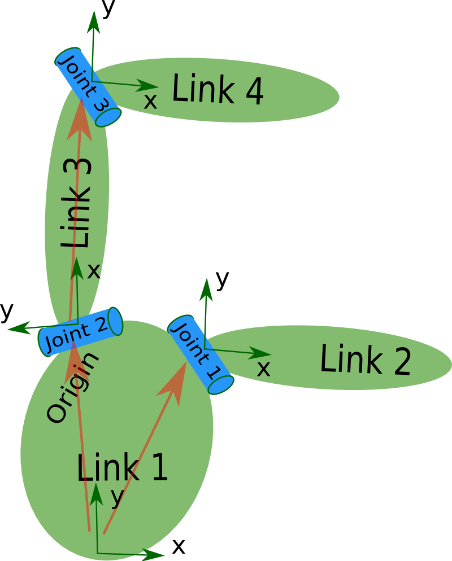 y
Joint 3
x
Link 4
Link 3
x
y
Joint 2
y
Joint 1
x
Link 2
Origin
Link 1
y
x